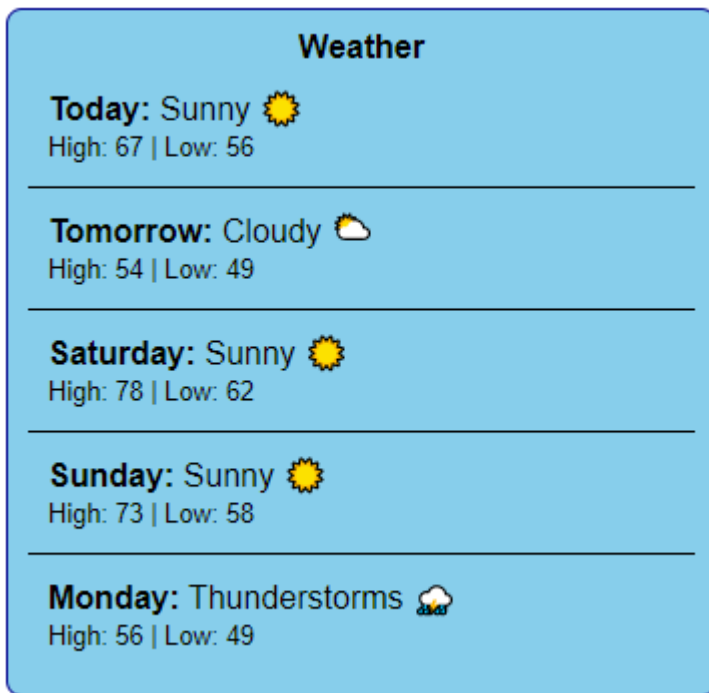 Weather
Today: Sunny
High: 67 | Low: 56
Tomorrow: Cloudy
High: 54 | Low: 49
Saturday: Sunny
High: 78 | Low: 62
Sunday: Sunny
High: 73 | Low: 58
Monday: Thunderstorms
High: 56 | Low: 49